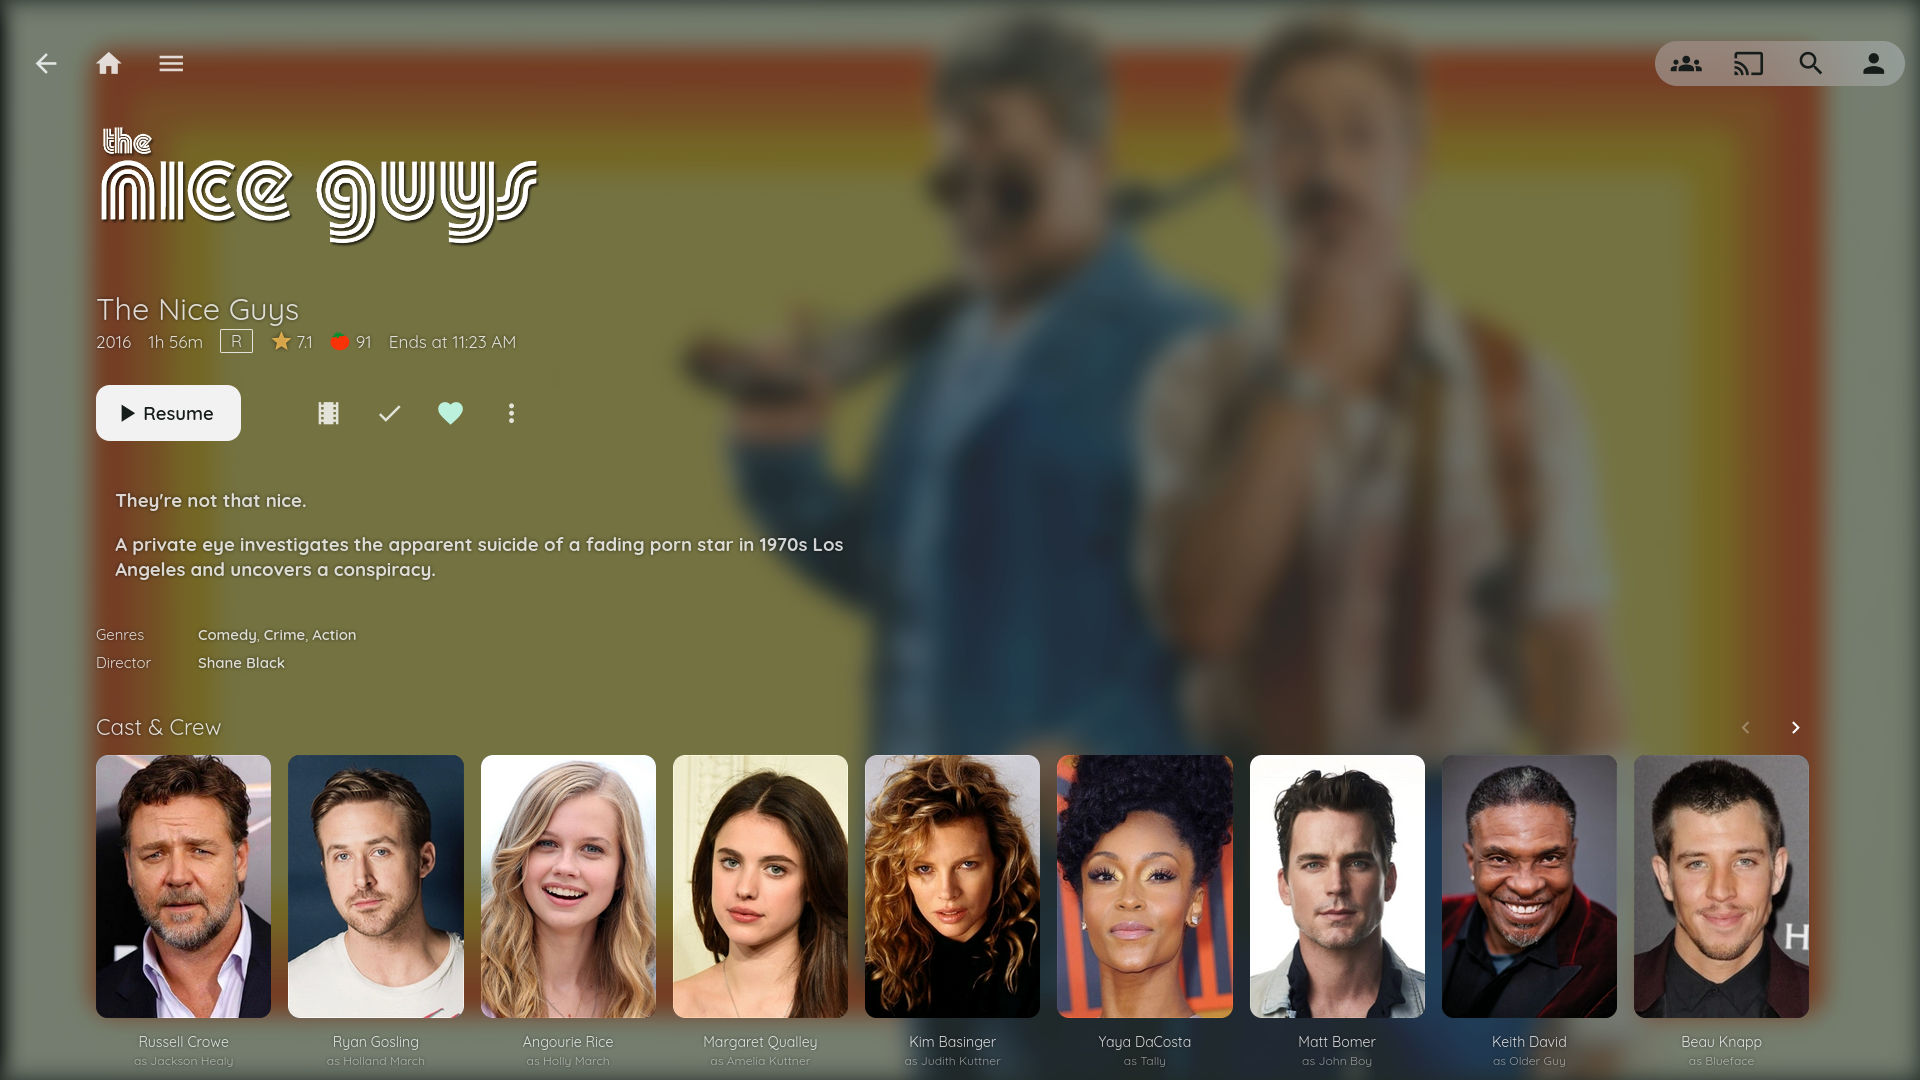 the
nice guys
The Nice Guys
2016 1h 56m R 7.1 91 Ends at 11:23 AM
Resume
They're not that nice.
A private eye investigates the apparent suicide of a fading porn star in 1970s Los
Angeles and uncovers a conspiracy.
Genres Comedy, Crime, Action
Director Shane Black
Cast & Crew
H
Russell Crowe Ryan Gosling Angourie Rice Margaret Qualley Kim Basinger Yaya DaCosta Matt Bomer Keith David Beau Knapp
as Jackson Healy as Holland March as Holly March as Amelia Kuttner as Judith Kuttner as Tally as John Boy as Older Guy as Blueface